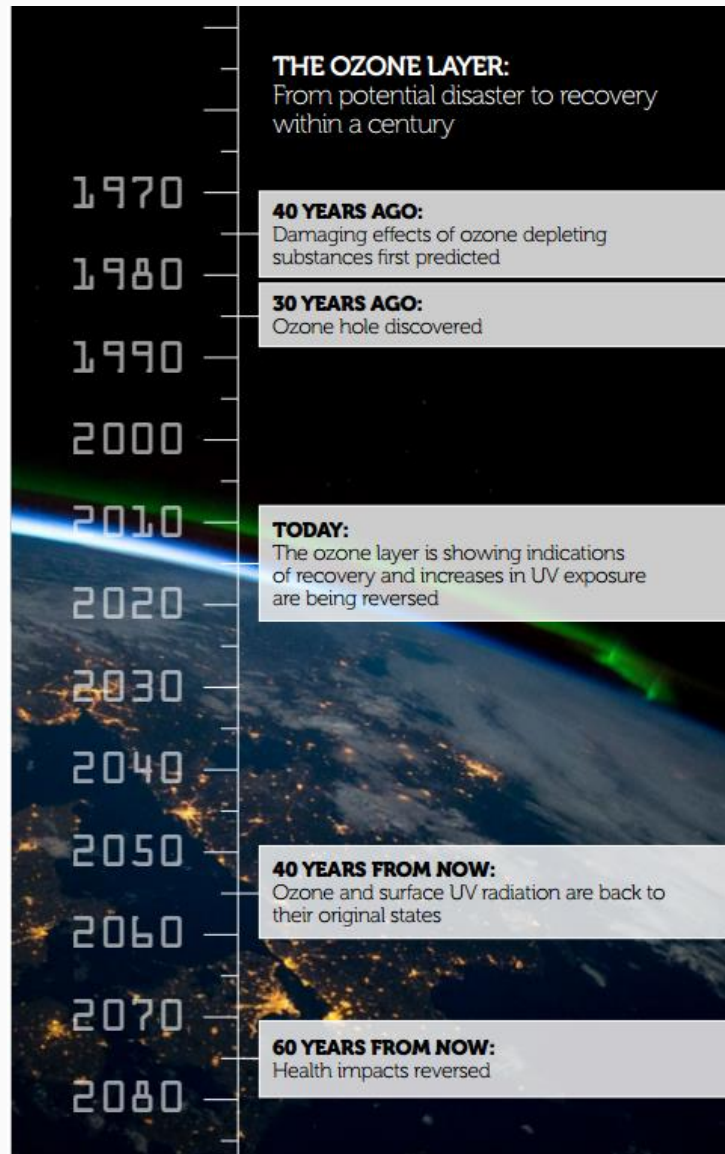 THE OZONE LAYER:
From potential disaster to recovery
within a century
1970
40 YEARS AGO:
Damaging effects of ozone depleting
substances first predicted
1980
30 YEARS AGO:
Ozone hole discovered
1990
2000
2010
TODAY:
The ozone layer is showing indications
of recovery and increases in UV exposure
are being reversed
2020
2030
2040
2050
40 YEARS FROM NOW:
Ozone and surface UV radiation are back to
their original states
2060
2070
60 YEARS FROM NOW:
Health impacts reversed
2080